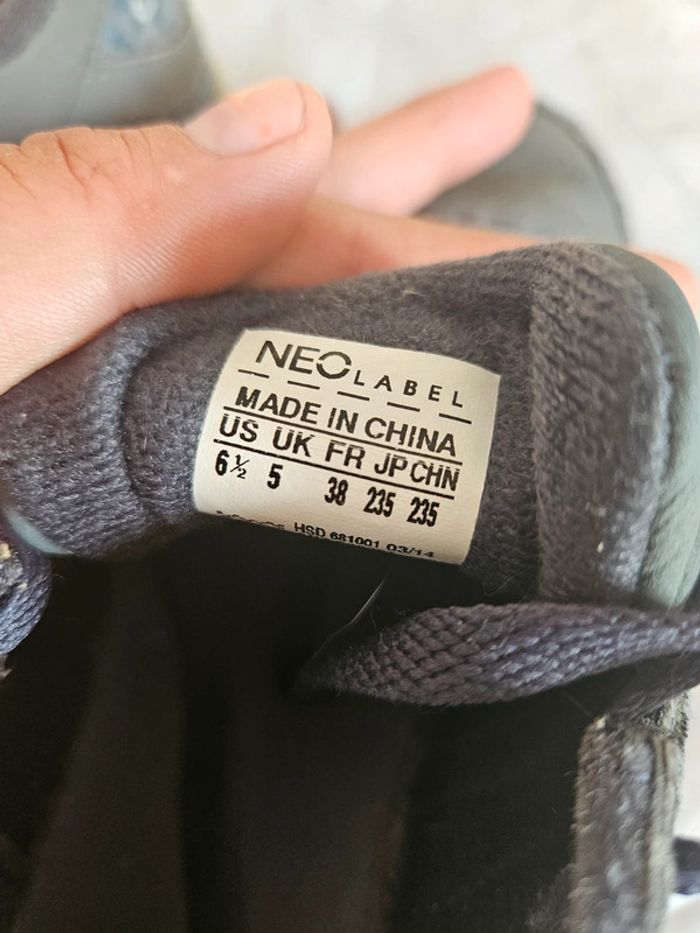 NEO LABEL
MADE IN CHINA
US UK FR JP CHN
6½ 5 38 235 235
HSD 681001 03/14